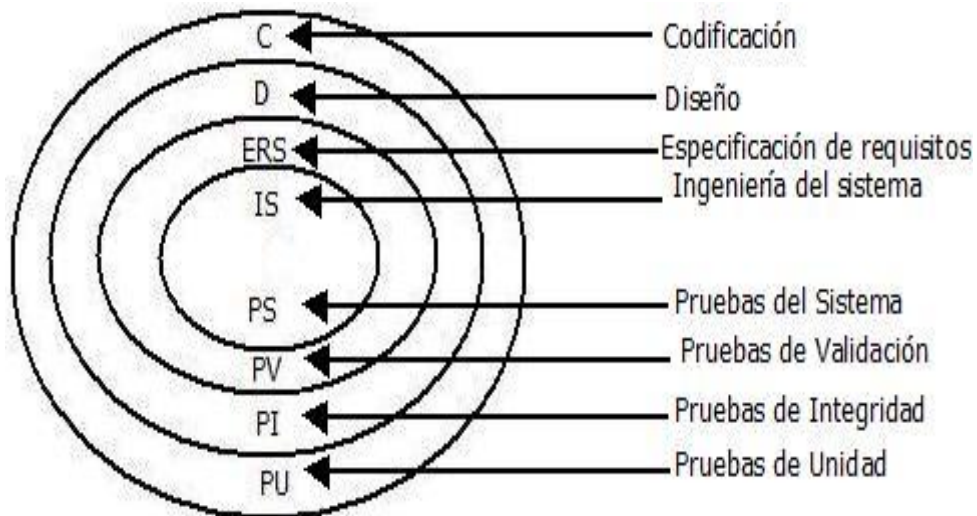 C Codificación
D Diseño
ERS Especificación de requisitos
IS Ingeniería del sistema
PS Pruebas del Sistema
PV Pruebas de Validación
PI Pruebas de Integridad
PU Pruebas de Unidad